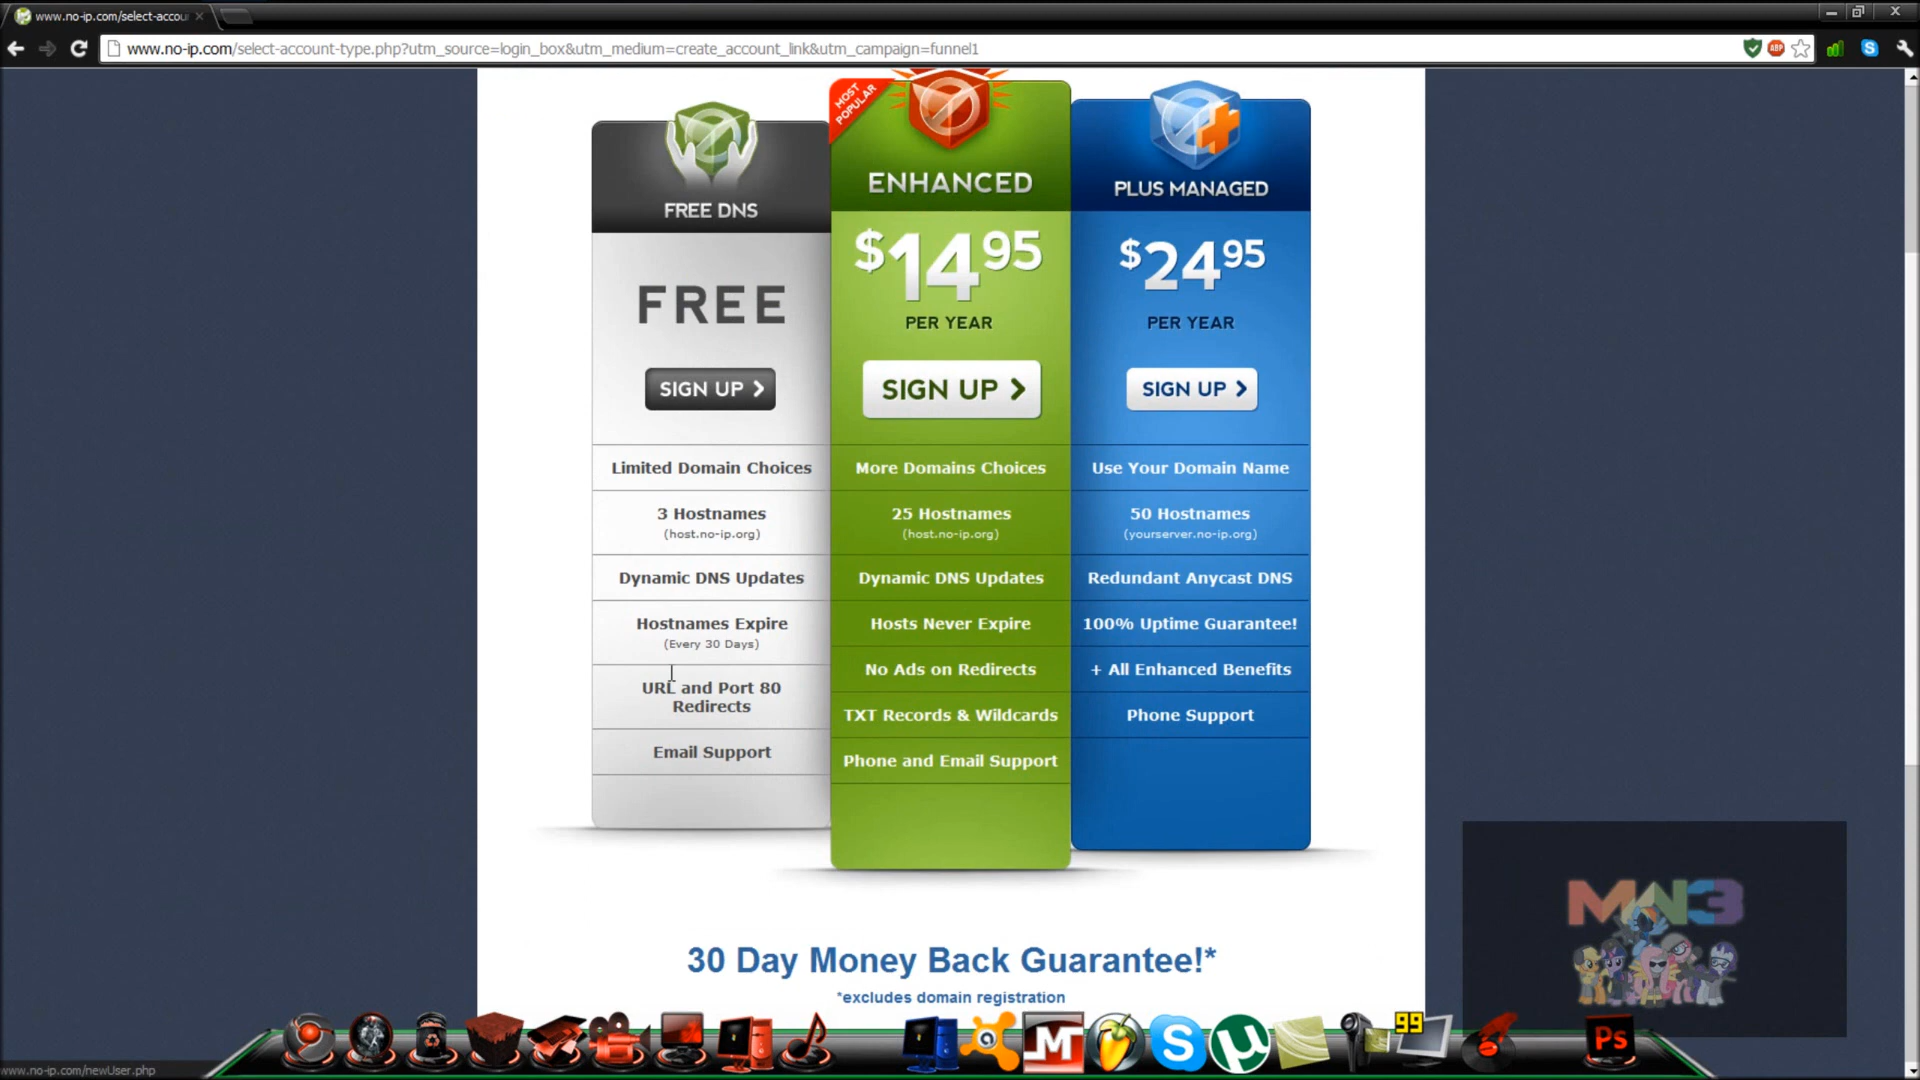 www.no-ip.com/select-accou
www.no-ip.com/select-account-type.php?utm_source=login_box&utm_medium=create_account_link&utm_campaign=funnel1
ABP
FREE DNS
FREE
SIGN UP
Limited Domain Choices
3 Hostnames
(host.no-ip.org)
Dynamic DNS Updates
Hostnames Expire
(Every 30 Days)
URL and Port 80
Redirects
Email Support
MOST
POPULAR
ENHANCED
$14.95
PER YEAR
SIGN UP
More Domains Choices
25 Hostnames
(host.no-ip.org)
Dynamic DNS Updates
Hosts Never Expire
No Ads on Redirects
TXT Records & Wildcards
Phone and Email Support
PLUS MANAGED
$24.95
PER YEAR
SIGN UP
Use Your Domain Name
50 Hostnames
(yourserver.no-ip.org)
Redundant Anycast DNS
100% Uptime Guarantee!
+ All Enhanced Benefits
Phone Support
30 Day Money Back Guarantee!*
*excludes domain registration
MW3
99
Ps
www.no-ip.com/newUser.php